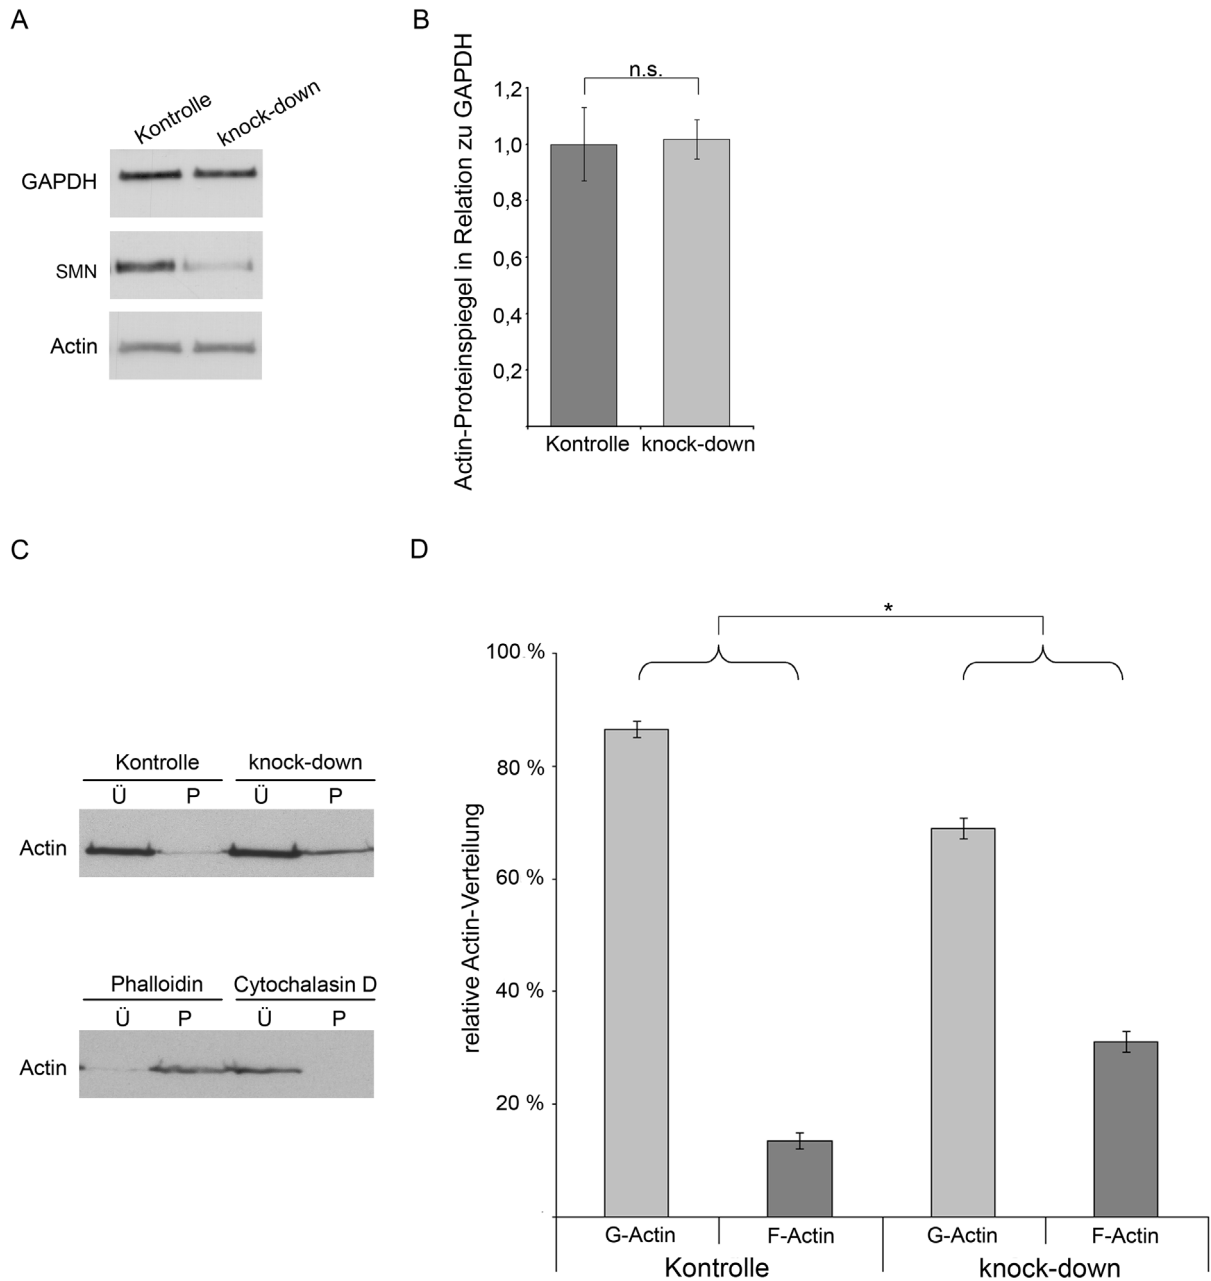 A
Kontrolle
knock-down
GAPDH
SMN
Actin
B
Actin-Proteinspiegel in Relation zu GAPDH
n.s.
1,2
1,0
0,8
0,6
0,4
0,2
Kontrolle knock-down
C
Kontrolle knock-down
Ü P Ü P
Actin
Phalloidin Cytochalasin D
Ü P Ü P
Actin
D
*
relative Actin-Verteilung
100 %
80 %
60 %
40 %
20 %
G-Actin F-Actin G-Actin F-Actin
Kontrolle knock-down